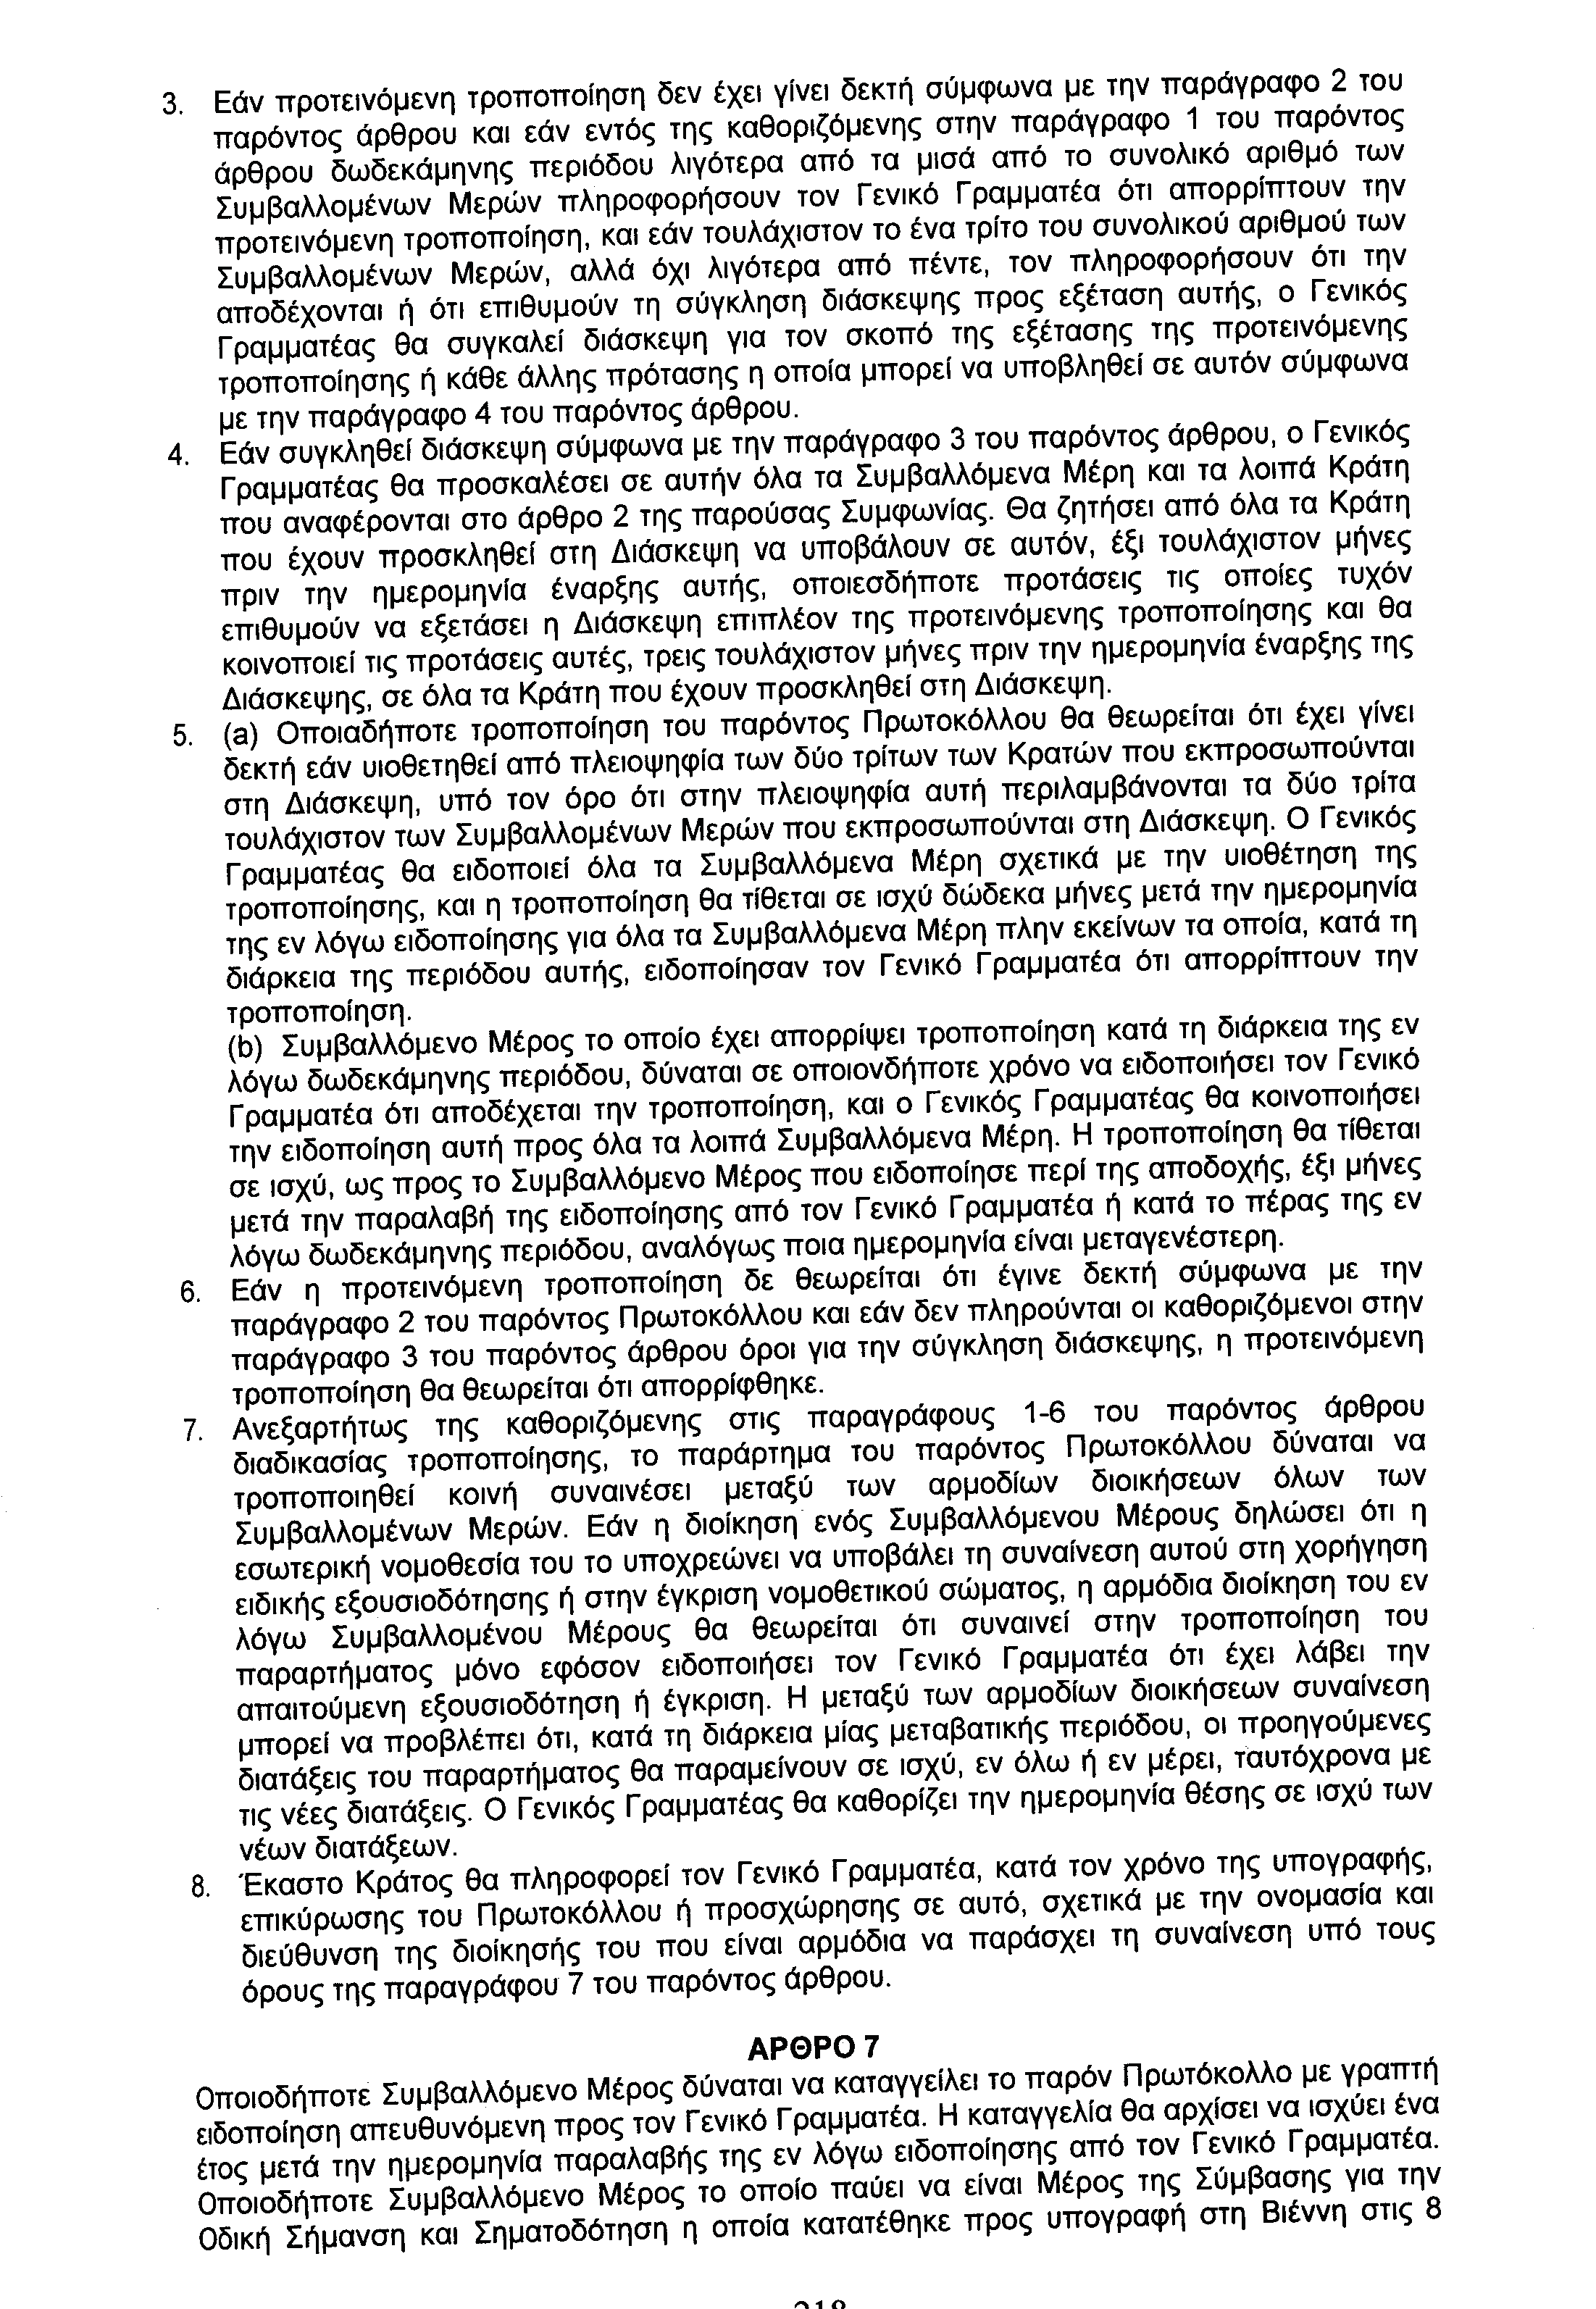 3. Εάν προτεινόμενη τροποποίηση δεν έχει γίνει δεκτή σύμφωνα με την παράγραφο 2 του
παρόντος άρθρου και εάν εντός της καθοριζόμενης στην παράγραφο 1 του παρόντος
άρθρου δωδεκάμηνης περιόδου λιγότερα από τα μισά από το συνολικό αριθμό των
Συμβαλλομένων Μερών πληροφορήσουν τον Γενικό Γραμματέα ότι απορρίπτουν την
προτεινόμενη τροποποίηση, και εάν τουλάχιστον το ένα τρίτο του συνολικού αριθμού των
Συμβαλλομένων Μερών, αλλά όχι λιγότερα από πέντε, τον πληροφορήσουν ότι την
αποδέχονται ή ότι επιθυμούν τη σύγκληση διάσκεψης προς εξέταση αυτής, ο Γενικός
Γραμματέας θα συγκαλεί διάσκεψη για τον σκοπό της εξέτασης της προτεινόμενης
τροποποίησης ή κάθε άλλης πρότασης η οποία μπορεί να υποβληθεί σε αυτόν σύμφωνα
με την παράγραφο 4 του παρόντος άρθρου.
4. Εάν συγκληθεί διάσκεψη σύμφωνα με την παράγραφο 3 του παρόντος άρθρου, ο Γενικός
Γραμματέας θα προσκαλέσει σε αυτήν όλα τα Συμβαλλόμενα Μέρη και τα λοιπά Κράτη
που αναφέρονται στο άρθρο 2 της παρούσας Συμφωνίας. Θα ζητήσει από όλα τα Κράτη
που έχουν προσκληθεί στη Διάσκεψη να υποβάλουν σε αυτόν, έξι τουλάχιστον μήνες
πριν την ημερομηνία έναρξης αυτής, οποιεσδήποτε προτάσεις τις οποίες τυχόν
επιθυμούν να εξετάσει η Διάσκεψη επιπλέον της προτεινόμενης τροποποίησης και θα
κοινοποιεί τις προτάσεις αυτές, τρεις τουλάχιστον μήνες πριν την ημερομηνία έναρξης της
Διάσκεψης, σε όλα τα Κράτη που έχουν προσκληθεί στη Διάσκεψη.
5. (a) Οποιαδήποτε τροποποίηση του παρόντος Πρωτοκόλλου θα θεωρείται ότι έχει γίνει
δεκτή εάν υιοθετηθεί από πλειοψηφία των δύο τρίτων των Κρατών που εκπροσωπούνται
στη Διάσκεψη, υπό τον όρο ότι στην πλειοψηφία αυτή περιλαμβάνονται τα δύο τρίτα
τουλάχιστον των Συμβαλλομένων Μερών που εκπροσωπούνται στη Διάσκεψη. Ο Γενικός
Γραμματέας θα ειδοποιεί όλα τα Συμβαλλόμενα Μέρη σχετικά με την υιοθέτηση της
τροποποίησης, και η τροποποίηση θα τίθεται σε ισχύ δώδεκα μήνες μετά την ημερομηνία
της εν λόγω ειδοποίησης για όλα τα Συμβαλλόμενα Μέρη πλην εκείνων τα οποία, κατά τη
διάρκεια της περιόδου αυτής, ειδοποίησαν τον Γενικό Γραμματέα ότι απορρίπτουν την
τροποποίηση.
(b) Συμβαλλόμενο Μέρος το οποίο έχει απορρίψει τροποποίηση κατά τη διάρκεια της εν
λόγω δωδεκάμηνης περιόδου, δύναται σε οποιονδήποτε χρόνο να ειδοποιήσει τον Γενικό
Γραμματέα ότι αποδέχεται την τροποποίηση, και ο Γενικός Γραμματέας θα κοινοποιήσει
την ειδοποίηση αυτή προς όλα τα λοιπά Συμβαλλόμενα Μέρη. Η τροποποίηση θα τίθεται
σε ισχύ, ως προς το Συμβαλλόμενο Μέρος που ειδοποίησε περί της αποδοχής, έξι μήνες
μετά την παραλαβή της ειδοποίησης από τον Γενικό Γραμματέα ή κατά το πέρας της εν
λόγω δωδεκάμηνης περιόδου, αναλόγως ποια ημερομηνία είναι μεταγενέστερη.
6. Εάν η προτεινόμενη τροποποίηση δε θεωρείται ότι έγινε δεκτή σύμφωνα με την
παράγραφο 2 του παρόντος Πρωτοκόλλου και εάν δεν πληρούνται οι καθοριζόμενοι στην
παράγραφο 3 του παρόντος άρθρου όροι για την σύγκληση διάσκεψης, η προτεινόμενη
τροποποίηση θα θεωρείται ότι απορρίφθηκε.
7. Ανεξαρτήτως της καθοριζόμενης στις παραγράφους 1-6 του παρόντος άρθρου
διαδικασίας τροποποίησης, το παράρτημα του παρόντος Πρωτοκόλλου δύναται να
τροποποιηθεί κοινή συναινέσει μεταξύ των αρμοδίων διοικήσεων όλων των
Συμβαλλομένων Μερών. Εάν η διοίκηση ενός Συμβαλλόμενου Μέρους δηλώσει ότι η
εσωτερική νομοθεσία του το υποχρεώνει να υποβάλει τη συναίνεση αυτού στη χορήγηση
ειδικής εξουσιοδότησης ή στην έγκριση νομοθετικού σώματος, η αρμόδια διοίκηση του εν
λόγω Συμβαλλομένου Μέρους θα θεωρείται ότι συναινεί στην τροποποίηση του
παραρτήματος μόνο εφόσον ειδοποιήσει τον Γενικό Γραμματέα ότι έχει λάβει την
απαιτούμενη εξουσιοδότηση ή έγκριση. Η μεταξύ των αρμοδίων διοικήσεων συναίνεση
μπορεί να προβλέπει ότι, κατά τη διάρκεια μίας μεταβατικής περιόδου, οι προηγούμενες
διατάξεις του παραρτήματος θα παραμείνουν σε ισχύ, εν όλω ή εν μέρει, ταυτόχρονα με
τις νέες διατάξεις. Ο Γενικός Γραμματέας θα καθορίζει την ημερομηνία θέσης σε ισχύ των
νέων διατάξεων.
8. Έκαστο Κράτος θα πληροφορεί τον Γενικό Γραμματέα, κατά τον χρόνο της υπογραφής,
επικύρωσης του Πρωτοκόλλου ή προσχώρησης σε αυτό, σχετικά με την ονομασία και
διεύθυνση της διοίκησής του που είναι αρμόδια να παράσχει τη συναίνεση υπό τους
όρους της παραγράφου 7 του παρόντος άρθρου.
ΑΡΘΡΟ 7
Οποιοδήποτε Συμβαλλόμενο Μέρος δύναται να καταγγείλει το παρόν Πρωτόκολλο με γραπτή
ειδοποίηση απευθυνόμενη προς τον Γενικό Γραμματέα. Η καταγγελία θα αρχίσει να ισχύει ένα
έτος μετά την ημερομηνία παραλαβής της εν λόγω ειδοποίησης από τον Γενικό Γραμματέα.
Οποιοδήποτε Συμβαλλόμενο Μέρος το οποίο παύει να είναι Μέρος της Σύμβασης για την
Οδική Σήμανση και Σηματοδότηση η οποία κατατέθηκε προς υπογραφή στη Βιέννη στις 8